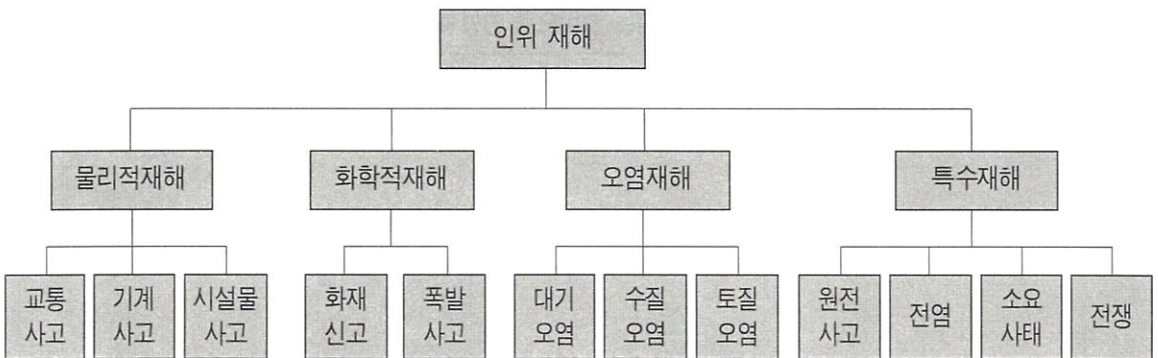 인위 재해
물리적재해 화학적재해 오염재해 특수재해
교통 기계 시설물 화재 폭발 대기 수질 토질 원전 전염 소요 전쟁
사고 사고 사고 신고 사고 오염 오염 오염 사고 사태